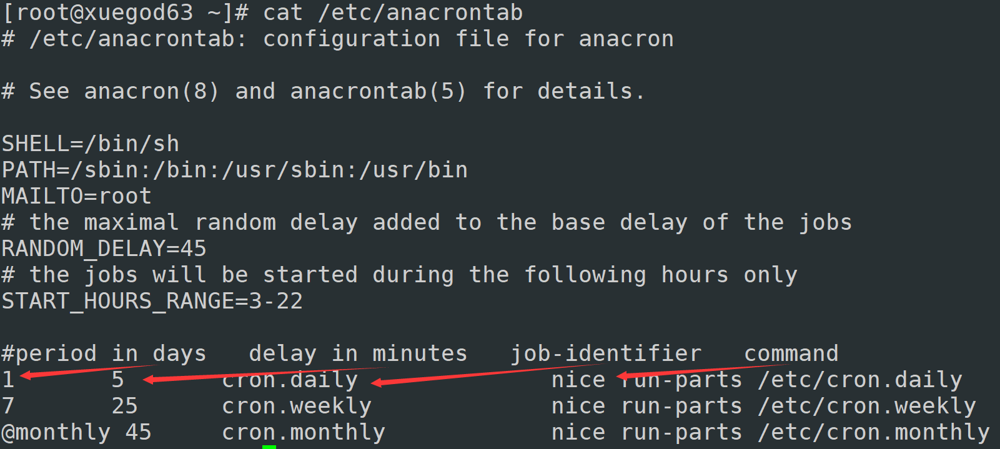 [root@xuegod63 ~]# cat /etc/anacrontab
# /etc/anacrontab: configuration file for anacron
# See anacron(8) and anacrontab(5) for details.
SHELL=/bin/sh
PATH=/sbin:/bin:/usr/sbin:/usr/bin
MAILTO=root
# the maximal random delay added to the base delay of the jobs
RANDOM_DELAY=45
# the jobs will be started during the following hours only
START_HOURS_RANGE=3-22
#period in days   delay in minutes   job-identifier   command
1       5       cron.daily              nice run-parts /etc/cron.daily
7       25      cron.weekly             nice run-parts /etc/cron.weekly
@monthly 45     cron.monthly            nice run-parts /etc/cron.monthly